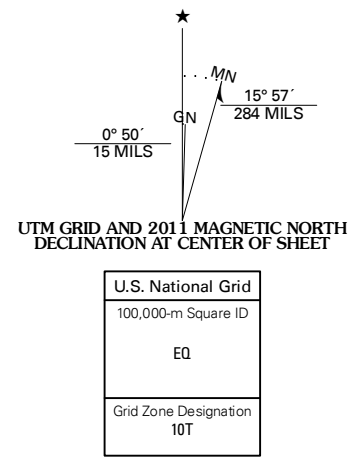 ★
MN
15° 57´
284 MILS
GN
0° 50´
15 MILS
UTM GRID AND 2011 MAGNETIC NORTH
DECLINATION AT CENTER OF SHEET
U.S. National Grid
100,000-m Square ID
EQ
Grid Zone Designation
10T